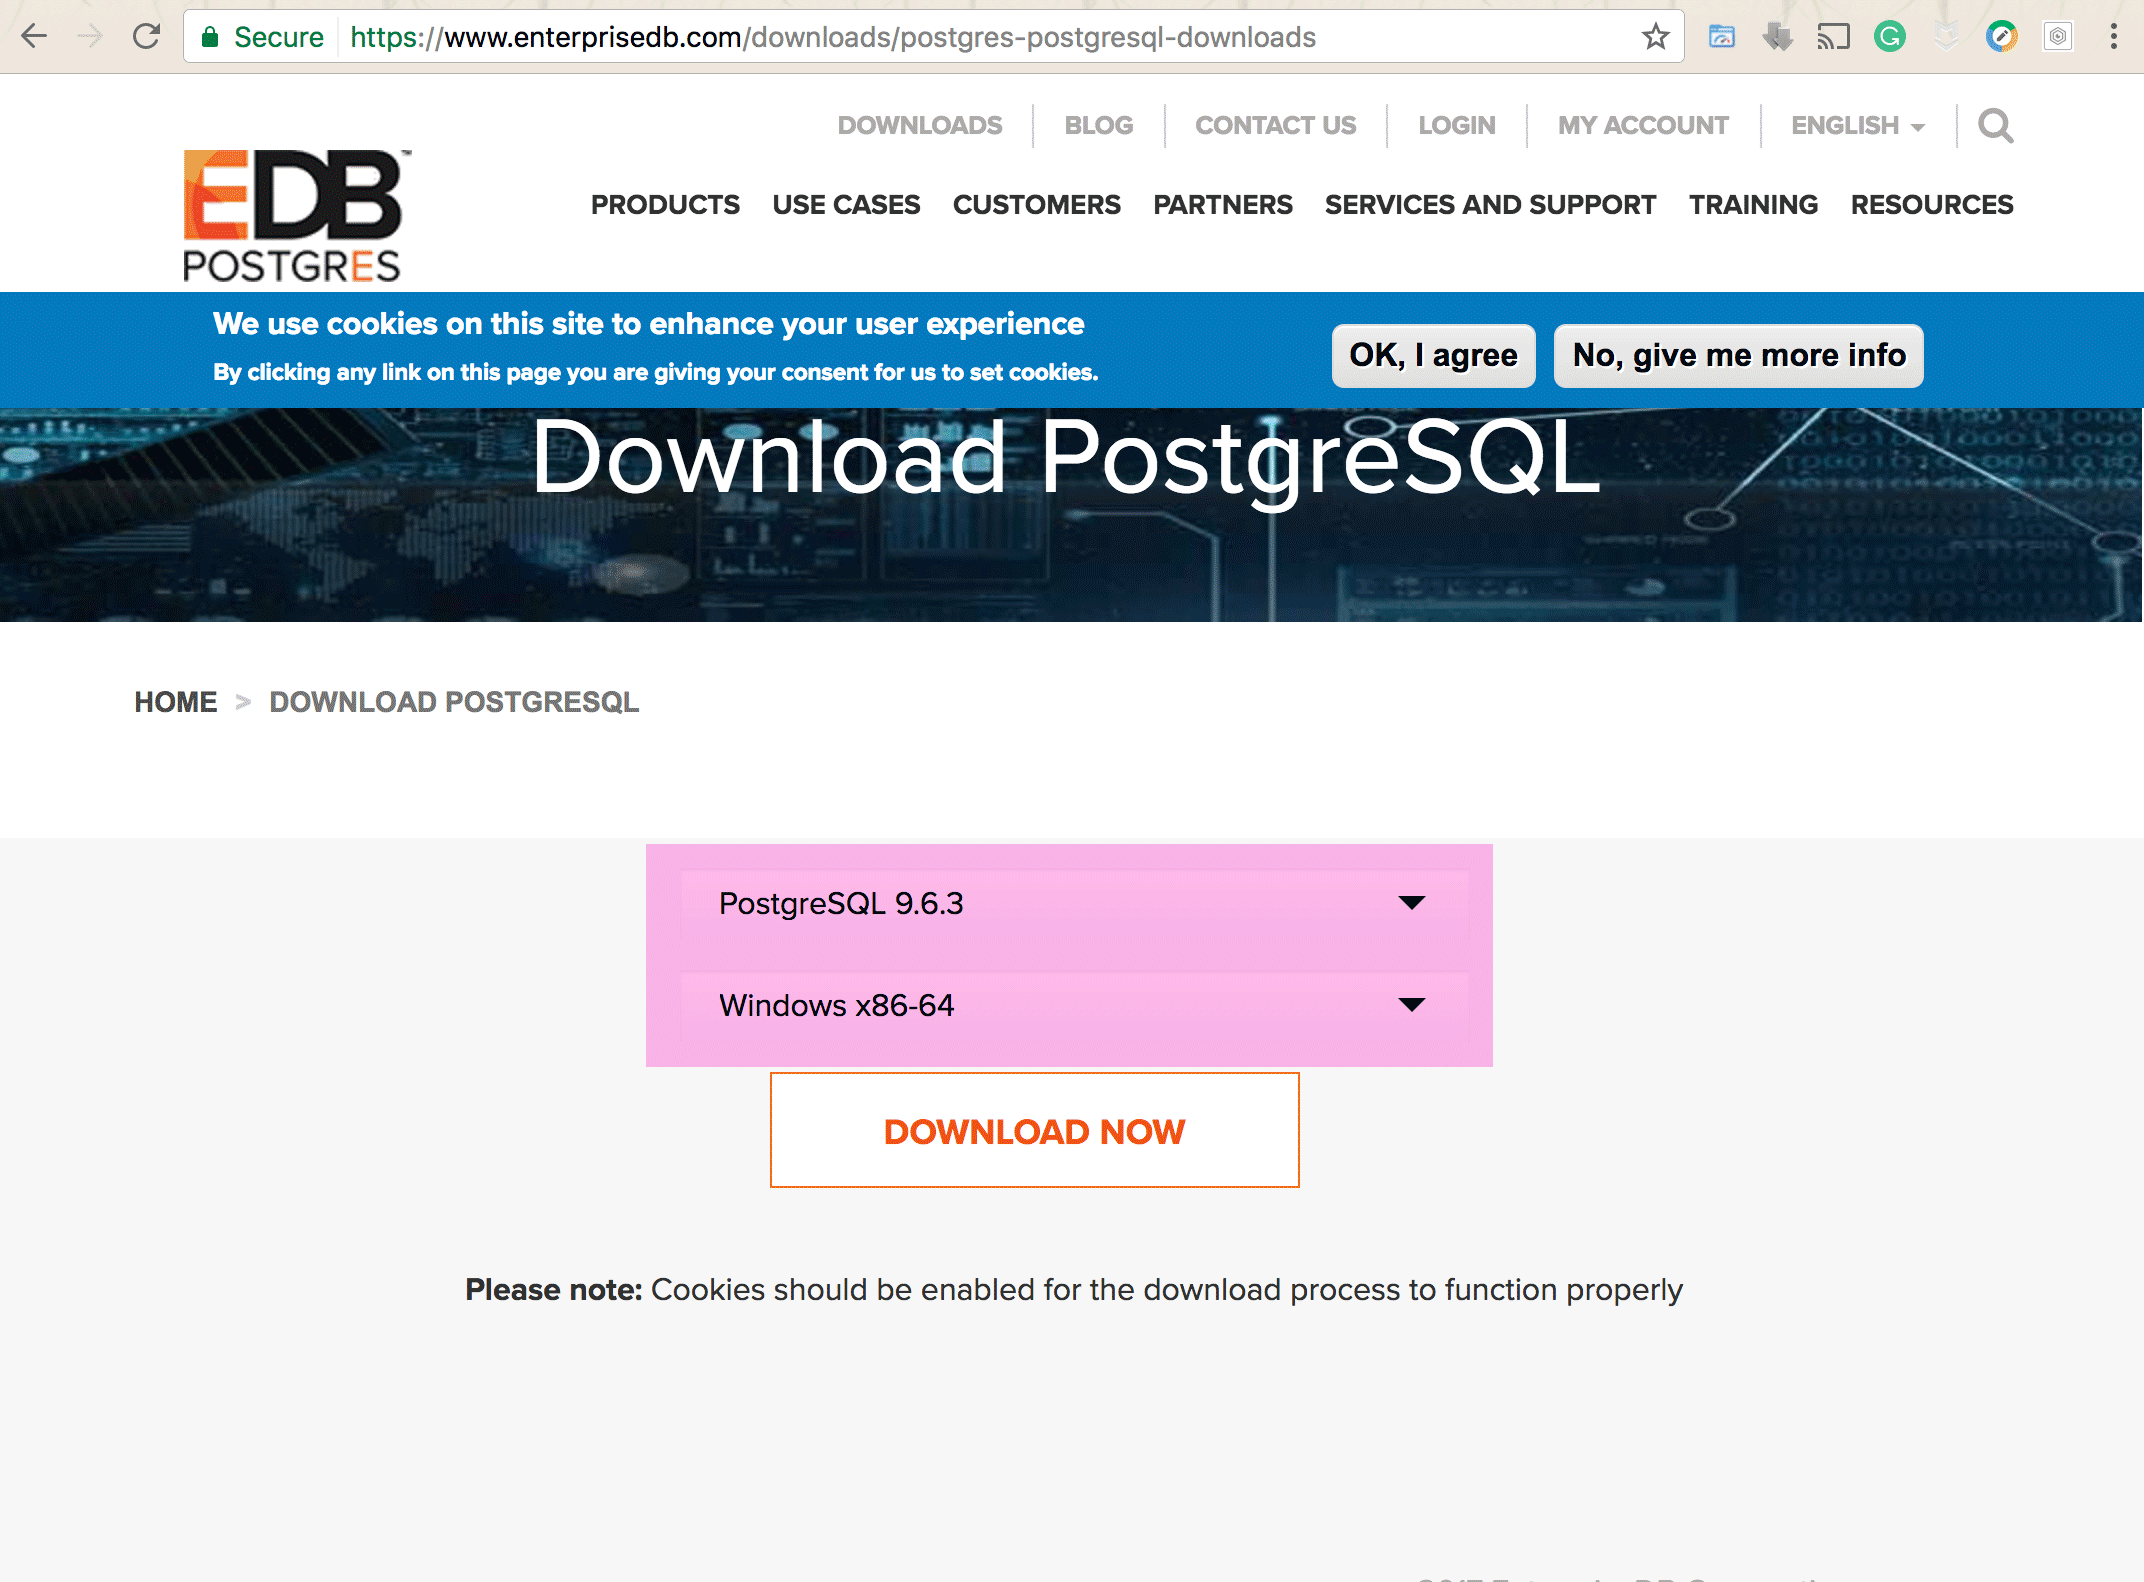 Secure https://www.enterprisedb.com/downloads/postgres-postgresql-downloads
DOWNLOADS BLOG CONTACT US LOGIN MY ACCOUNT ENGLISH
EDB™
POSTGRES
PRODUCTS USE CASES CUSTOMERS PARTNERS SERVICES AND SUPPORT TRAINING RESOURCES
We use cookies on this site to enhance your user experience
By clicking any link on this page you are giving your consent for us to set cookies.
OK, I agree No, give me more info
Download PostgreSQL
HOME > DOWNLOAD POSTGRESQL
PostgreSQL 9.6.3
Windows x86-64
DOWNLOAD NOW
Please note: Cookies should be enabled for the download process to function properly